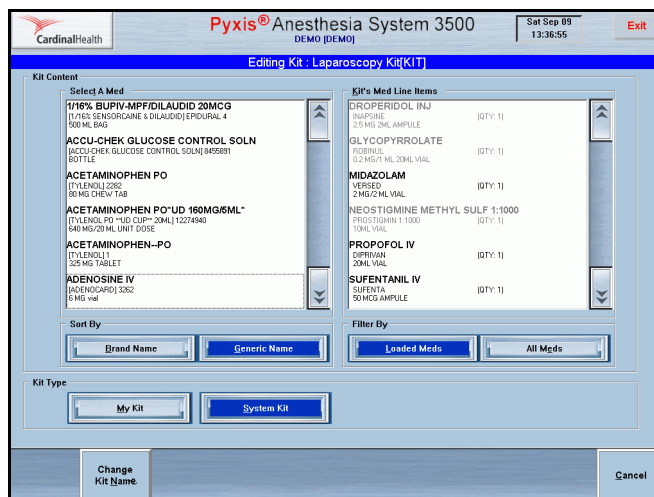 CardinalHealth
Pyxis® Anesthesia System 3500
DEMO [DEMO]
Sat Sep 09
13:36:55
Exit
Editing Kit : Laparoscopy Kit[KIT]
Kit Content
Select A Med
1/16% BUPIV-MPF/DILAUDID 20MCG
[1/16% SENSORCAINE & DILAUDID] EPIDURAL 4
500 ML BAG
ACCU-CHEK GLUCOSE CONTROL SOLN
[ACCU-CHEK GLUCOSE CONTROL SOLN] 8455891
BOTTLE
ACETAMINOPHEN PO
[TYLENOL] 2282
80 MG CHEW TAB
ACETAMINOPHEN PO*UD 160MG/5ML*
[TYLENOL PO **UD CUP** 20ML] 12274940
640 MG/20 ML UNIT DOSE
ACETAMINOPHEN--PO
[TYLENOL] 1
325 MG TABLET
ADENOSINE IV
[ADENOCARD] 3262
6 MG vial
Kit's Med Line Items
DROPERIDOL INJ
INAPSINE (QTY: 1)
2.5 MG 2ML AMPULE
GLYCOPYRROLATE
ROBINUL (QTY: 1)
0.2 MG/1 ML 20ML VIAL
MIDAZOLAM
VERSED (QTY: 1)
2 MG/2 ML VIAL
NEOSTIGMINE METHYL SULF 1:1000
PROSTIGMIN 1:1000 (QTY: 1)
10ML VIAL
PROPOFOL IV
DIPRIVAN (QTY: 1)
20ML VIAL
SUFENTANIL IV
SUFENTA (QTY: 1)
50 MCG AMPULE
Sort By
Brand Name
Generic Name
Filter By
Loaded Meds
All Meds
Kit Type
My Kit
System Kit
Change
Kit Name
Cancel